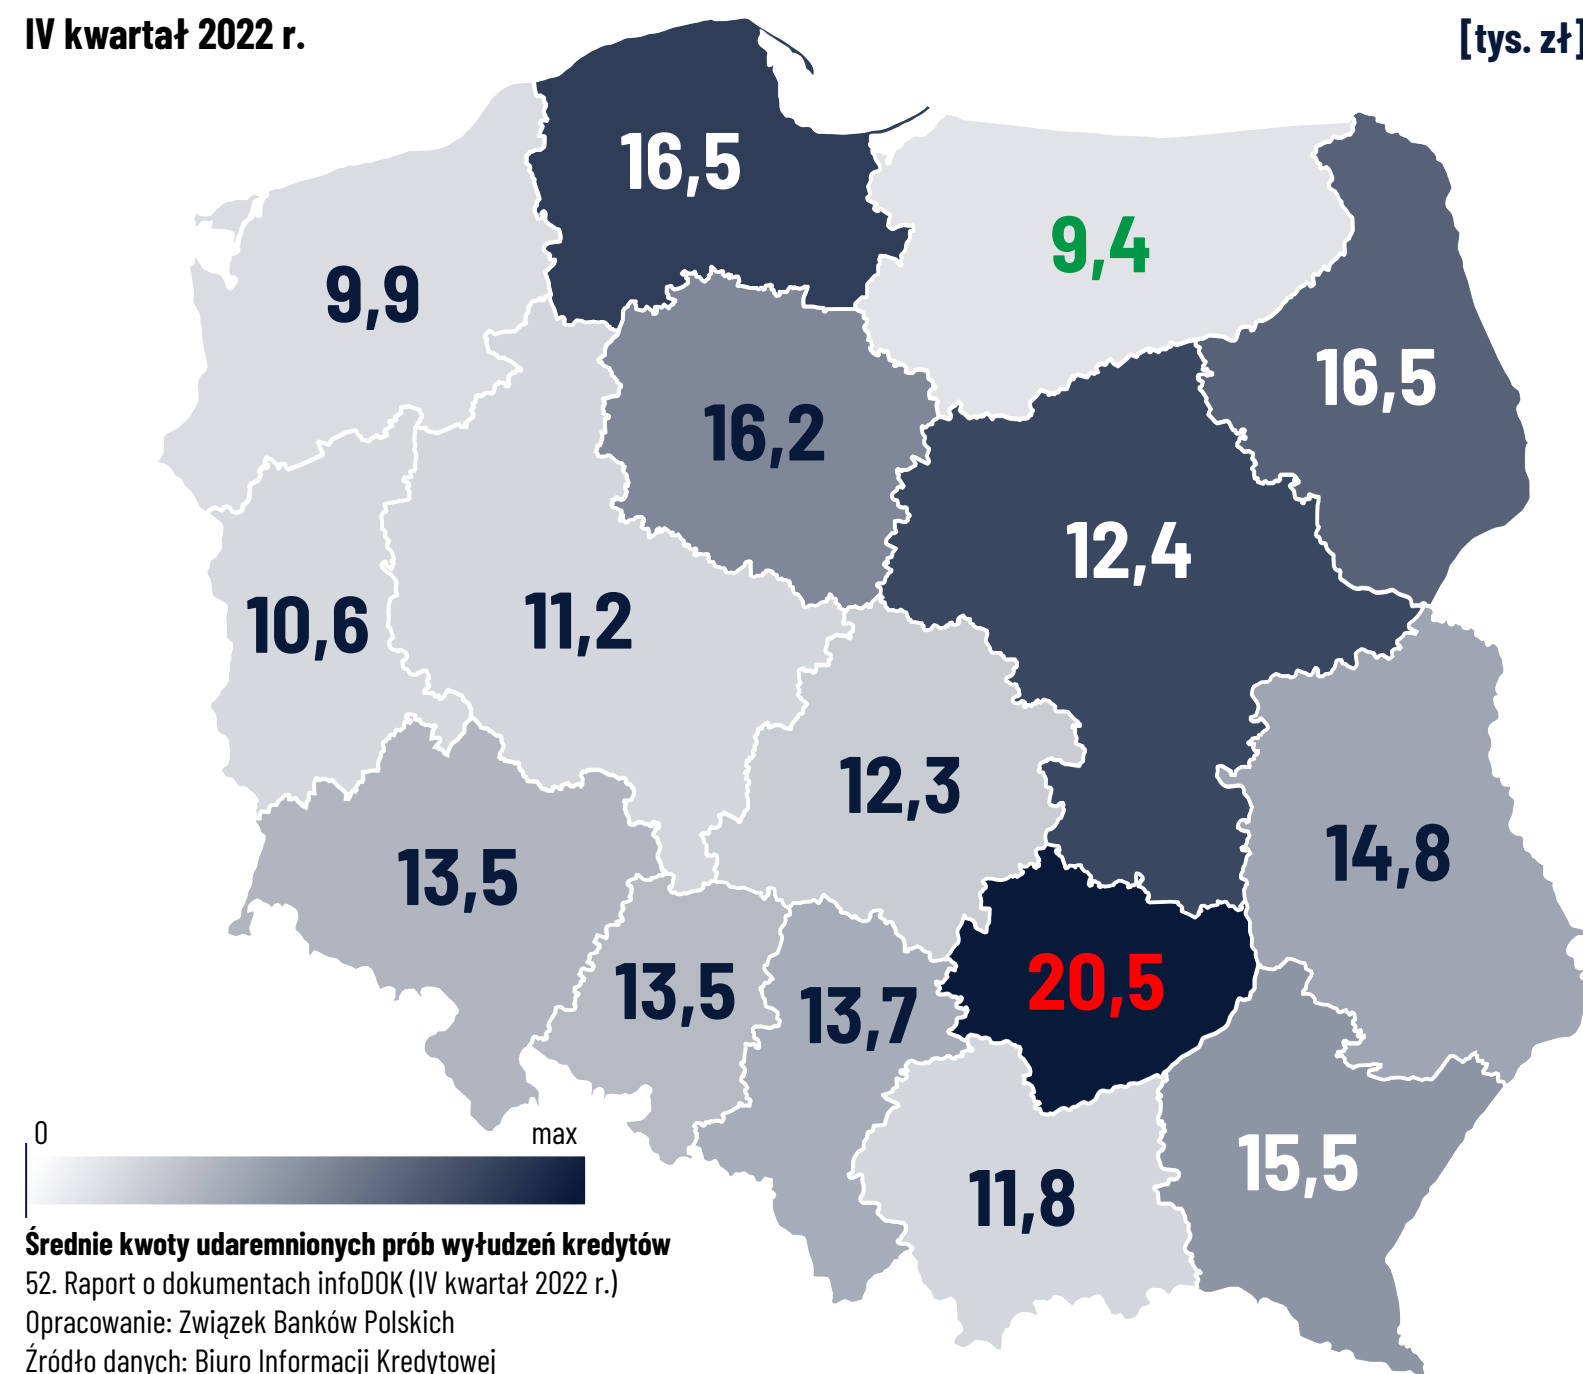 IV kwartał 2022 r.
[tys. zł]
16,5
9,4
9,9
16,5
16,2
12,4
10,6
11,2
12,3
14,8
13,5
13,5
13,7
20,5
15,5
11,8
0 max
Średnie kwoty udaremnionych prób wyłudzeń kredytów
52. Raport o dokumentach infoDOK (IV kwartał 2022 r.)
Opracowanie: Związek Banków Polskich
Źródło danych: Biuro Informacji Kredytowej